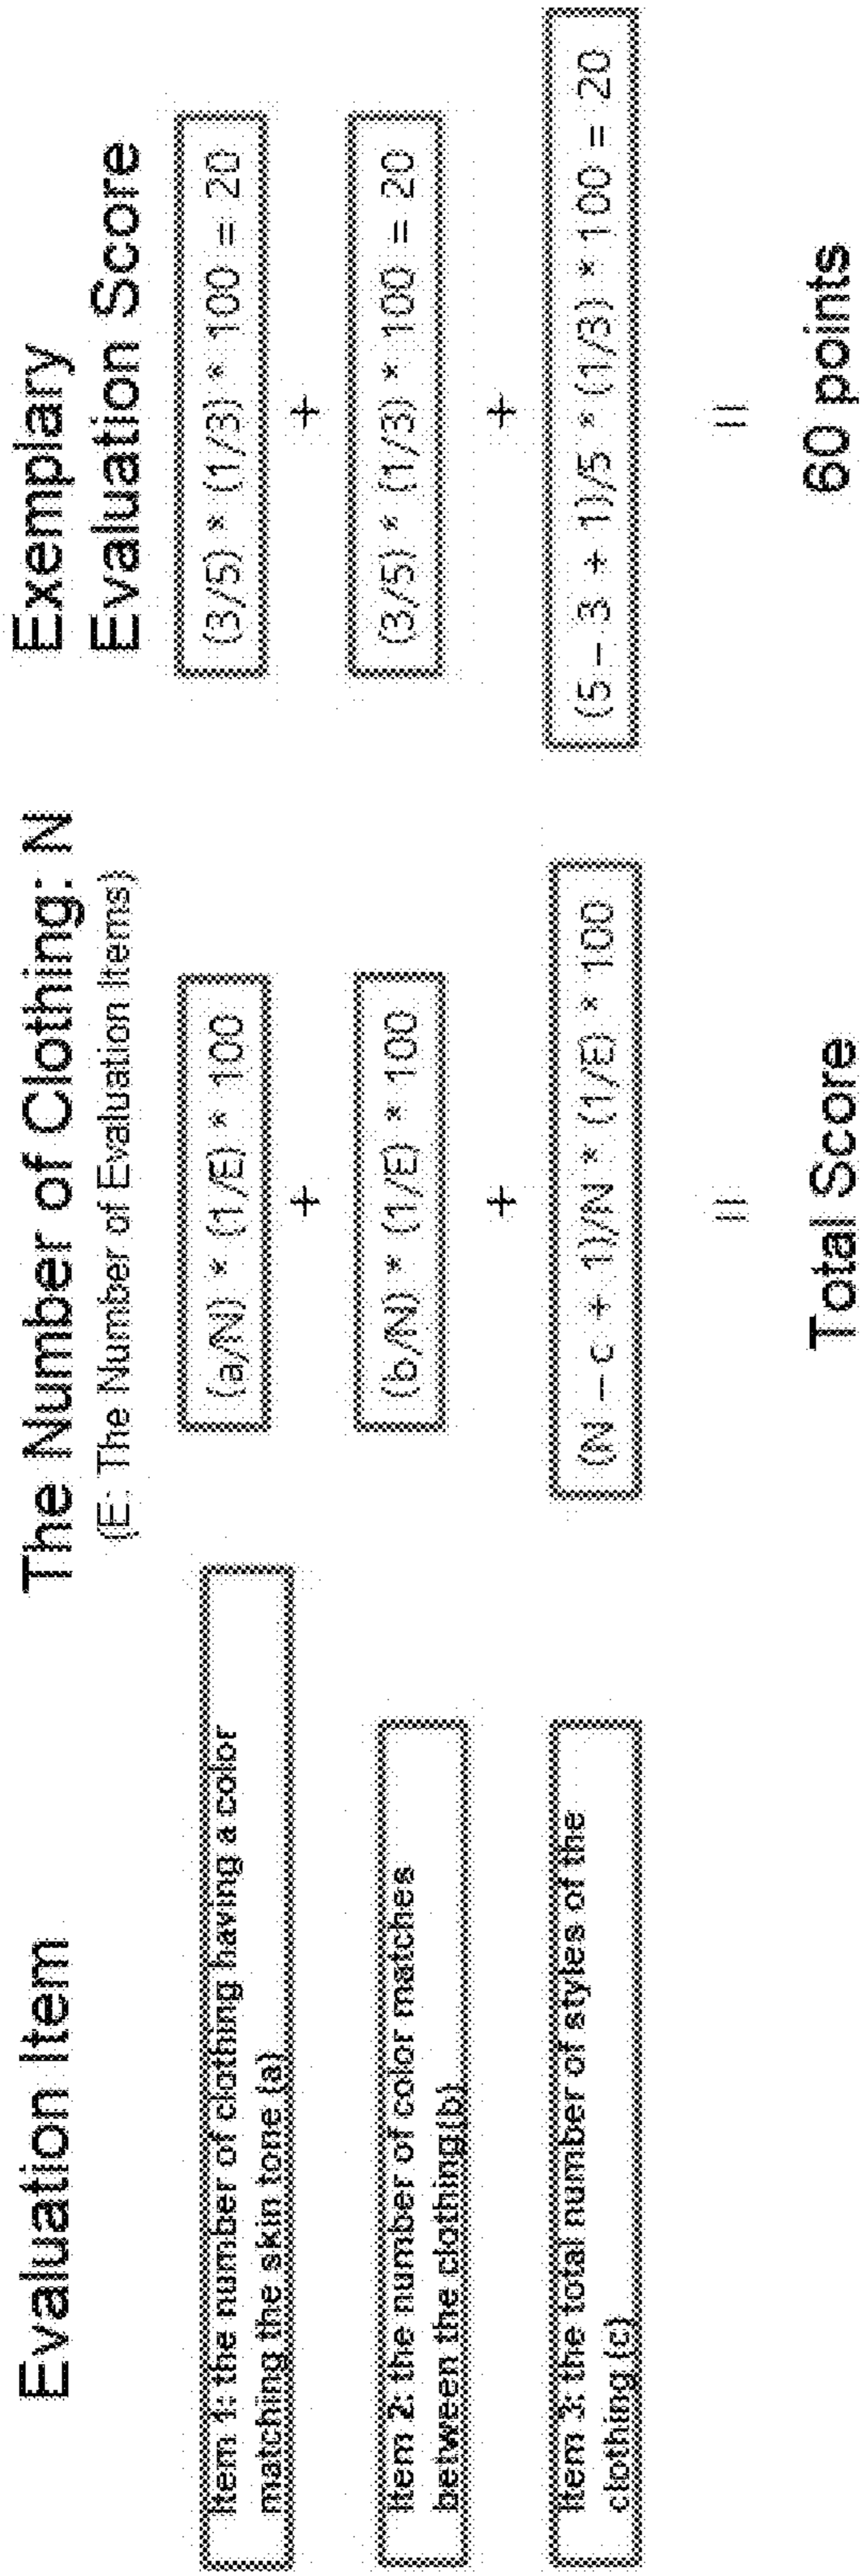 Evaluation Item
The Number of Clothing: N
(E: The Number of Evaluation Items)
Exemplary
Evaluation Score
Item 1: the number of clothing having a color
matching the skin tone (a)
(a/N) * (1/E) * 100
(3/5) * (1/3) * 100 = 20
+
+
Item 2: the number of color matches
between the clothing(b)
(b/N) * (1/E) * 100
(3/5) * (1/3) * 100 = 20
+
+
Item 3: the total number of styles of the
clothing (c)
(N – c + 1)/N * (1/E) * 100
(5 – 3 + 1)/5 * (1/3) * 100 = 20
=
=
Total Score
60 points